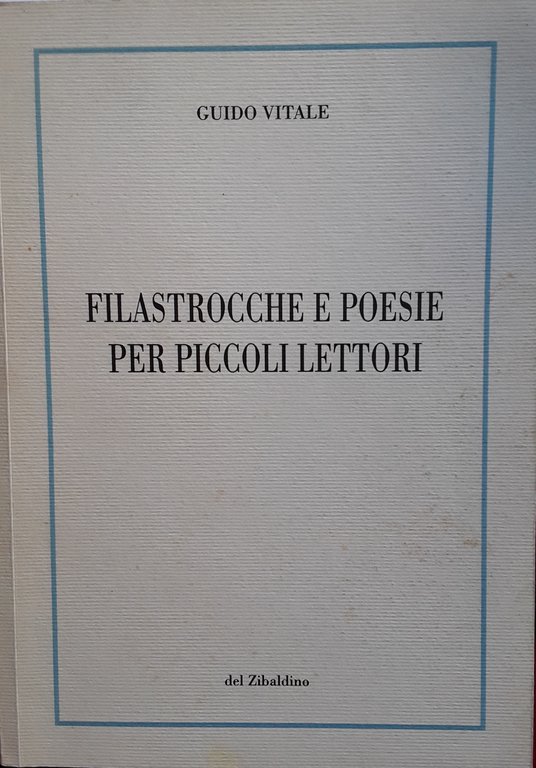 GUIDO VITALE
FILASTROCCHE E POESIE
PER PICCOLI LETTORI
del Zibaldino